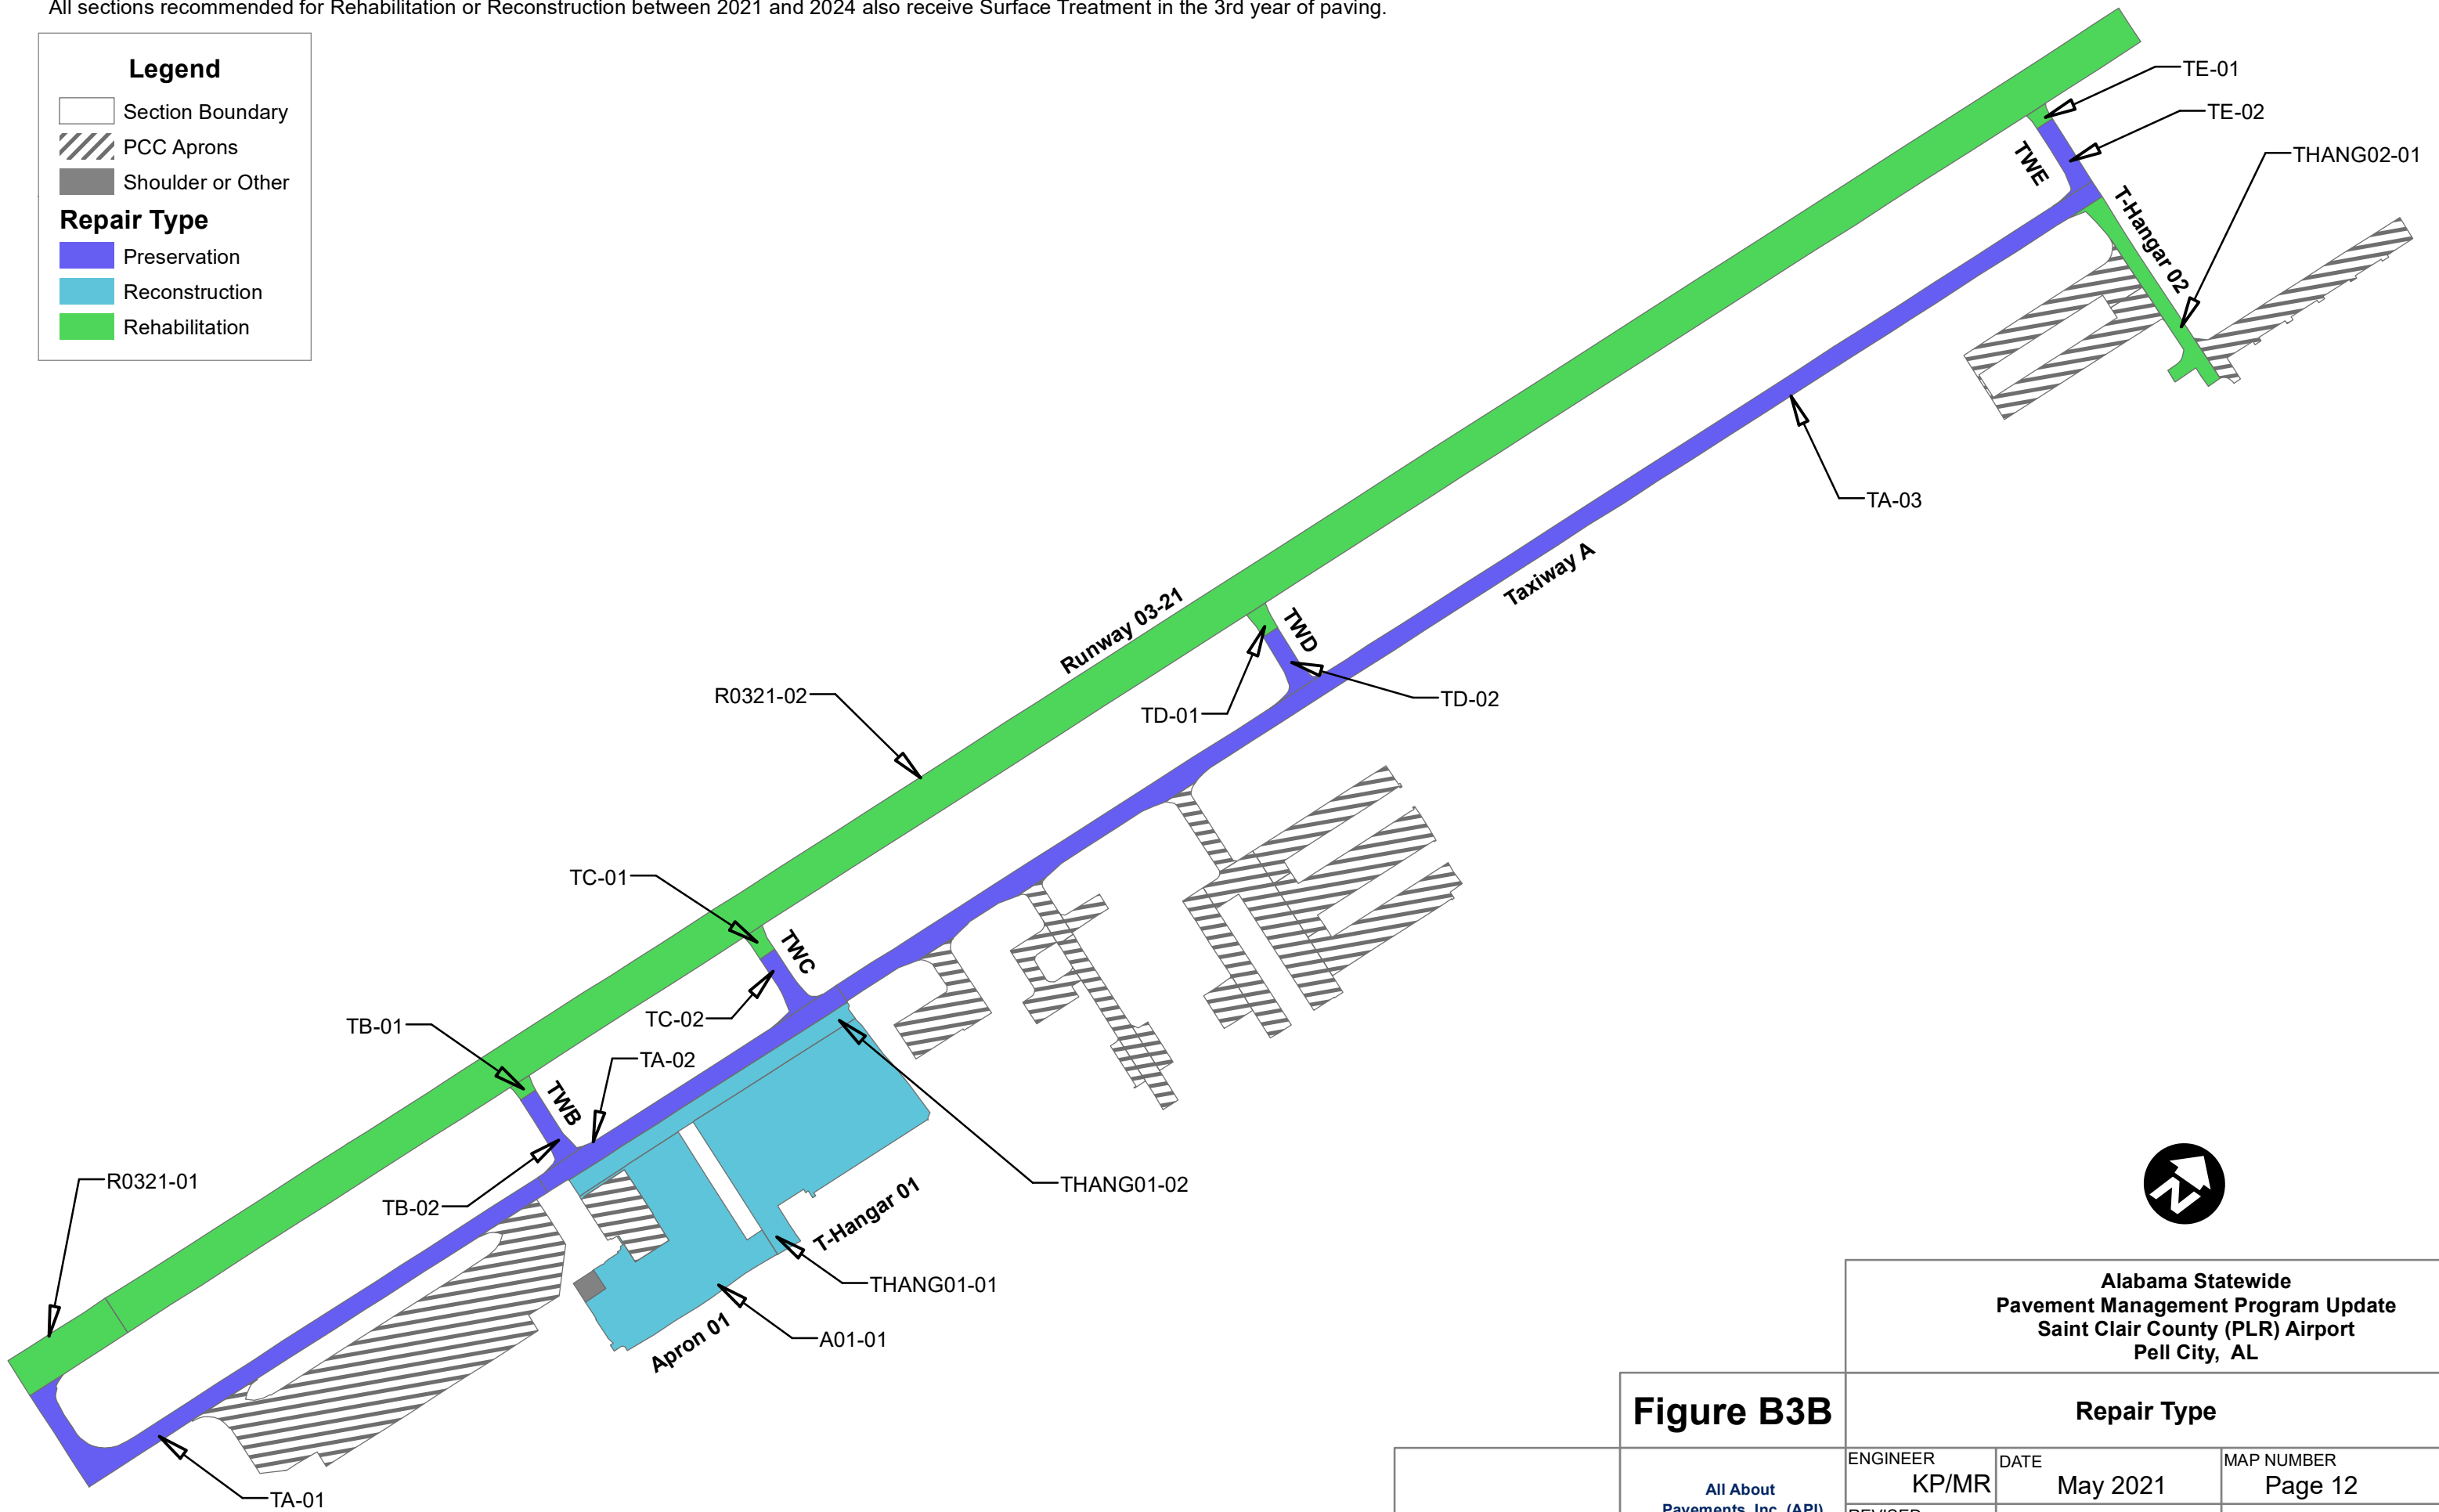 All sections recommended for Rehabilitation or Reconstruction between 2021 and 2024 also receive Surface Treatment in the 3rd year of paving.
Legend
Section Boundary
PCC Aprons
Shoulder or Other
Repair Type
Preservation
Reconstruction
Rehabilitation
TE-01
TE-02
THANG02-01
TWE
T-Hangar 02
TA-03
Taxiway A
Runway 03-21
TWD
R0321-02
TD-01
TD-02
TC-01
TWC
TC-02
TB-01
TA-02
TWB
R0321-01
TB-02
THANG01-02
T-Hangar 01
THANG01-01
A01-01
Apron 01
TA-01
N
Alabama Statewide
Pavement Management Program Update
Saint Clair County (PLR) Airport
Pell City, AL
Figure B3B
Repair Type
ENGINEER
KP/MR
DATE
May 2021
MAP NUMBER
Page 12
All About
Pavements, Inc. (API)
REVISED